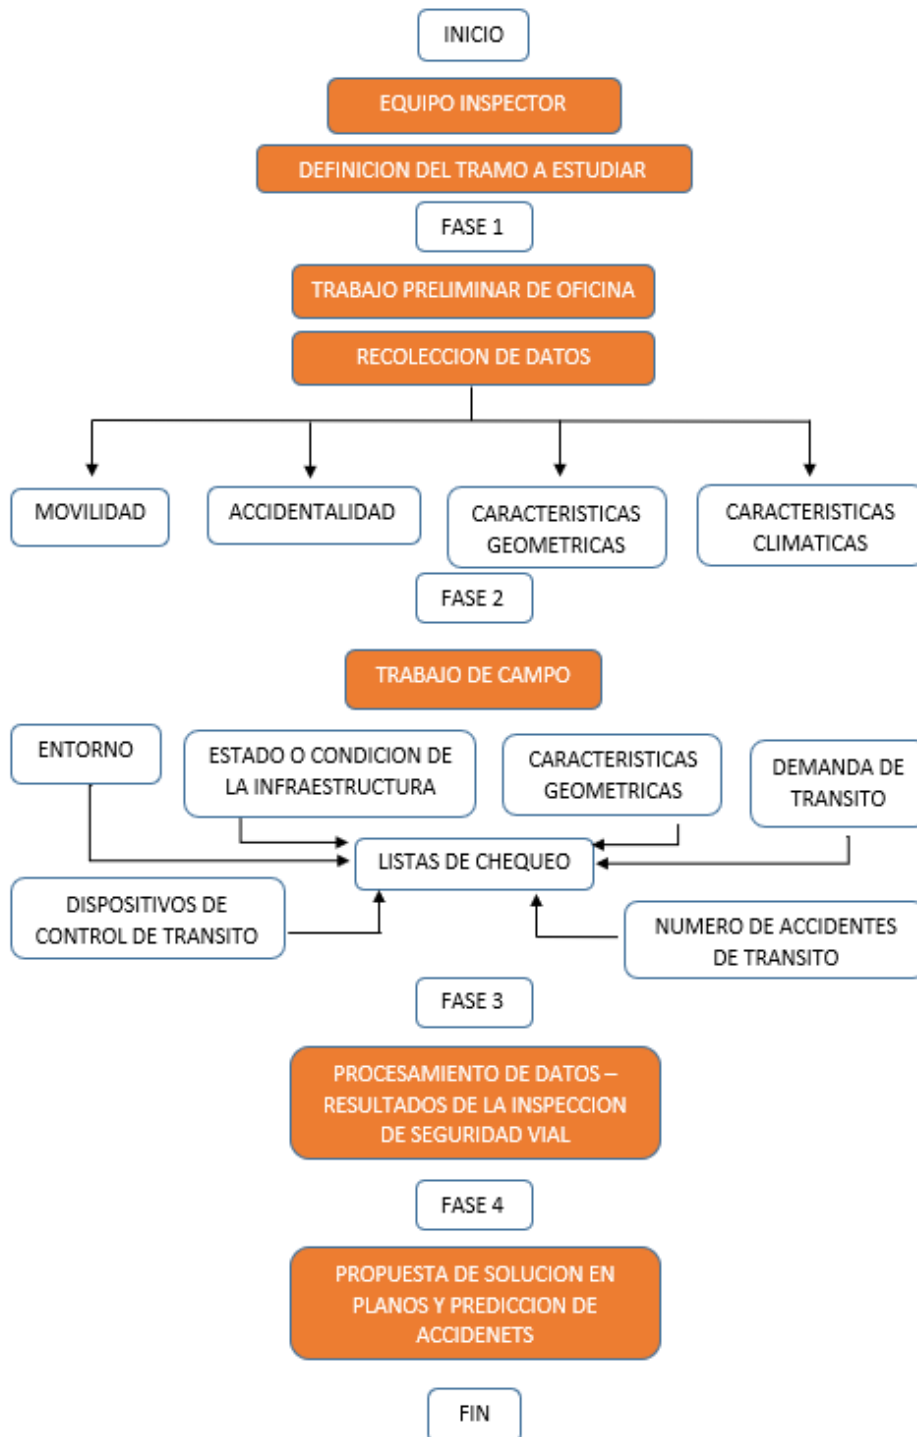 INICIO
EQUIPO INSPECTOR
DEFINICION DEL TRAMO A ESTUDIAR
FASE 1
TRABAJO PRELIMINAR DE OFICINA
RECOLECCION DE DATOS
MOVILIDAD
ACCIDENTALIDAD
CARACTERISTICAS
GEOMETRICAS
CARACTERISTICAS
CLIMATICAS
FASE 2
TRABAJO DE CAMPO
ENTORNO
ESTADO O CONDICION DE
LA INFRAESTRUCTURA
CARACTERISTICAS
GEOMETRICAS
DEMANDA DE
TRANSITO
LISTAS DE CHEQUEO
DISPOSITIVOS DE
CONTROL DE TRANSITO
NUMERO DE ACCIDENTES
DE TRANSITO
FASE 3
PROCESAMIENTO DE DATOS –
RESULTADOS DE LA INSPECCION
DE SEGURIDAD VIAL
FASE 4
PROPUESTA DE SOLUCION EN
PLANOS Y PREDICCION DE
ACCIDENETS
FIN